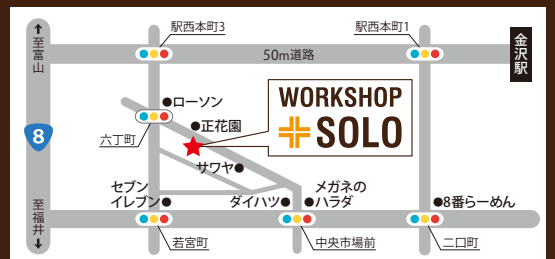 駅西本町3
駅西本町1
↑至富山
50m道路
金沢駅
●ローソン
●正花園
六丁町
WORKSHOP
SOLO
8
サワヤ●
セブン
イレブン●
ダイハツ●
メガネの
●ハラダ
●8番らーめん
至福井↓
若宮町
中央市場前
二口町